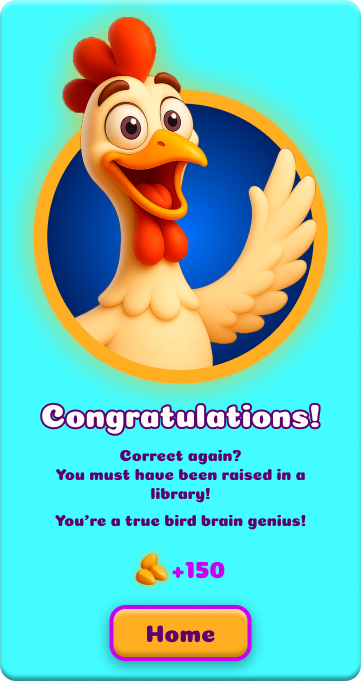 Congratulations!
Correct again?
You must have been raised in a
library!
You're a true bird brain genius!
+150
Home